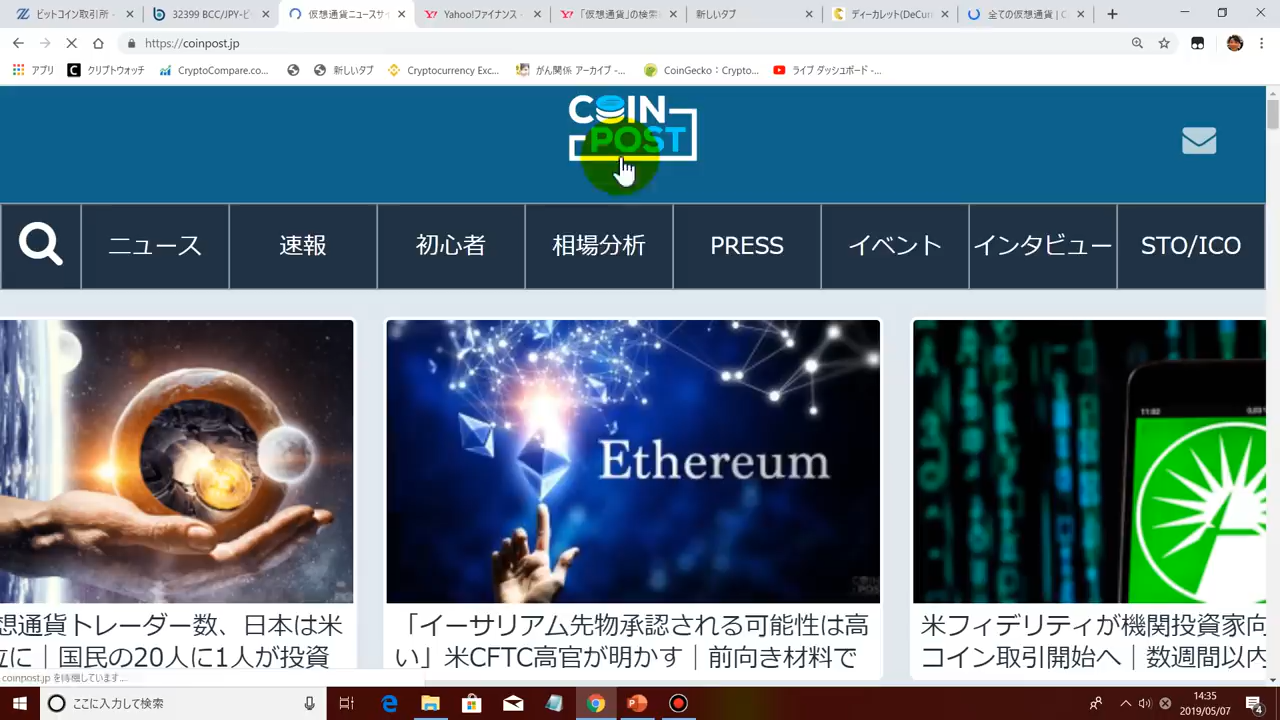 ビットコイン取引所 -
32399 BCC/JPY-ビ
仮想通貨ニュースサイ
Yahoo!ファイナンス -
「仮想通貨」の検索
新しいタブ
ディーカレット(DeCur
全ての仮想通貨 | C
https://coinpost.jp
アプリ
クリプトウォッチ
CryptoCompare.co...
新しいタブ
Cryptocurrency Exc...
がん関係 アーカイブ -...
CoinGecko：Crypto...
ライブ ダッシュボード -...
COIN
POST
ニュース
速報
初心者
相場分析
PRESS
イベント
インタビュー
STO/ICO
Ethereum
11:82
想通貨トレーダー数、日本は米
位に｜国民の20人に1人が投資
「イーサリアム先物承認される可能性は高
い」米CFTC高官が明かす｜前向き材料で
米フィデリティが機関投資家向
コイン取引開始へ｜数週間以内
coinpost.jp を待機しています...
ここに入力して検索
14:35
2019/05/07
4